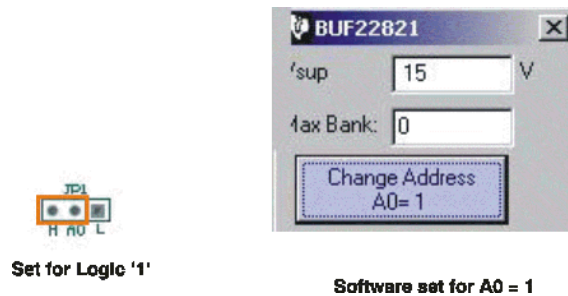 BUF22821
'sup 15 V
Max Bank: 0
Change Address
A0= 1
JP1
H A0 L
Set for Logic '1'
Software set for A0 = 1